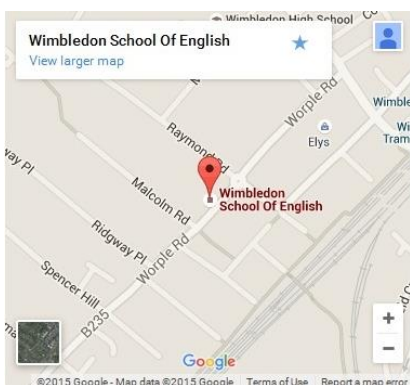 Wimbledon High School
Wimbledon School Of English
View larger map
Worple Rd
Elys
Wimble
Wi
Tram
Raymond Rd
Wimbledon
School Of English
Malcolm Rd
way Pl
Ridgway Pl
Worple Rd
Spencer Hill
B235
Google
+
−
©2015 Google - Map data ©2015 Google Terms of Use Report a map error